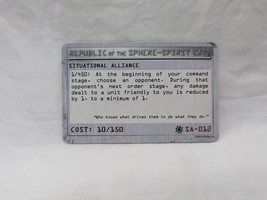 REPUBLIC OF THE SPHERE-SPIRIT CATS
SITUATIONAL ALLIANCE
1/450: At the beginning of your command
stage, choose an opponent. During that
opponent's next order stage, any damage
dealt to a unit friendly to you is reduced
by 1, to a minimum of 1.
"Who knows what drives them to do what they do."
COST: 10/150
SA-012